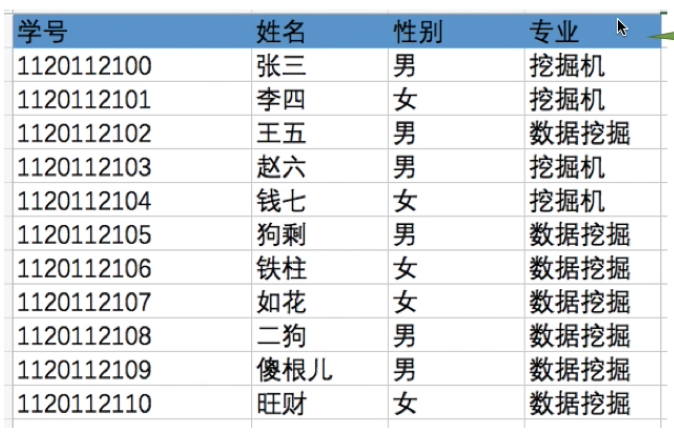 学号 姓名 性别 专业
1120112100 张三 男 挖掘机
1120112101 李四 女 挖掘机
1120112102 王五 男 数据挖掘
1120112103 赵六 男 挖掘机
1120112104 钱七 女 挖掘机
1120112105 狗剩 男 数据挖掘
1120112106 铁柱 女 数据挖掘
1120112107 如花 女 数据挖掘
1120112108 二狗 男 数据挖掘
1120112109 傻根儿 男 数据挖掘
1120112110 旺财 女 数据挖掘